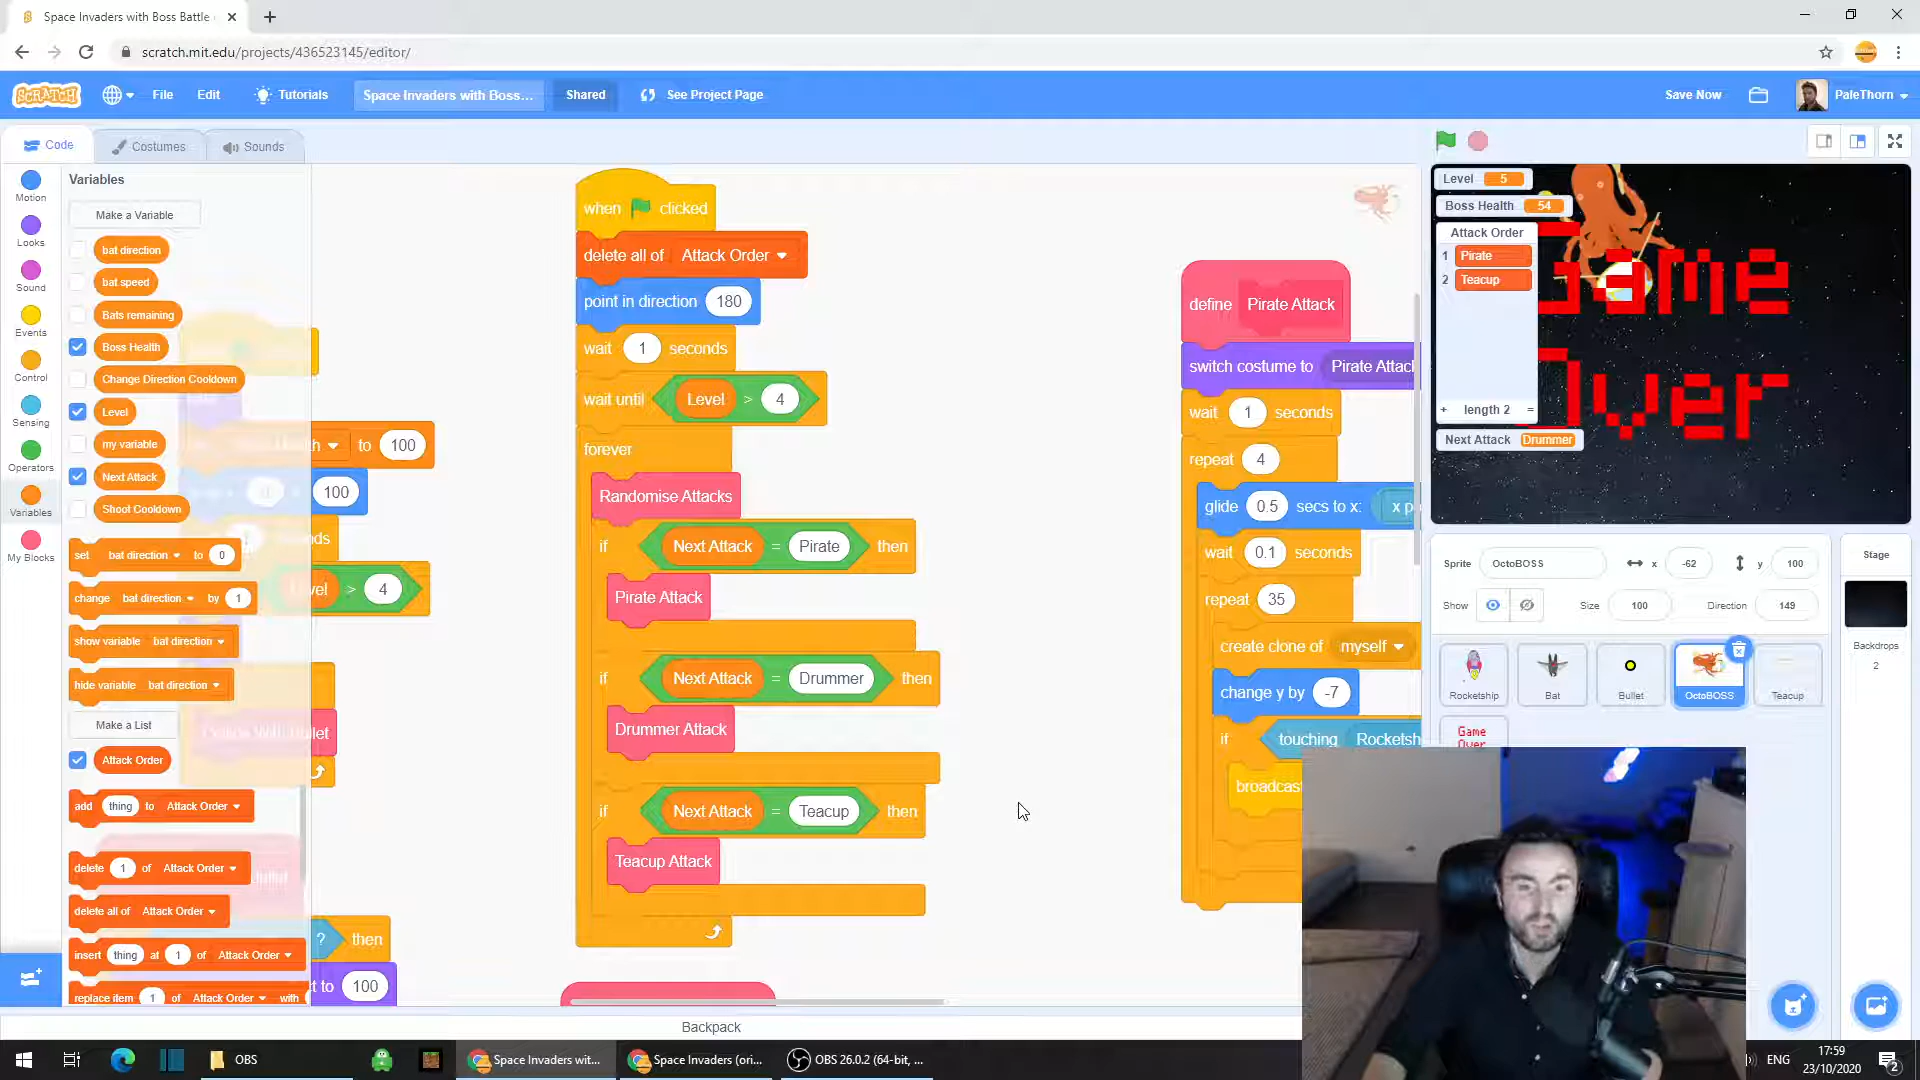 Space Invaders with Boss Battle
scratch.mit.edu/projects/436523145/editor/
SCRATCH
File
Edit
Tutorials
Space Invaders with Boss...
Shared
See Project Page
Save Now
PaleThorn
Code
Costumes
Sounds
Motion
Looks
Sound
Events
Control
Sensing
Operators
Variables
My Blocks
Variables
Make a Variable
bat direction
bat speed
Bats remaining
Boss Health
Change Direction Cooldown
Level
my variable
Next Attack
Shoot Cooldown
set bat direction to 0
change bat direction by 1
show variable bat direction
hide variable bat direction
Make a List
Attack Order
add thing to Attack Order
delete 1 of Attack Order
delete all of Attack Order
insert thing at 1 of Attack Order
replace item 1 of Attack Order with
to 100
100
> 4
? then
t to 100
when clicked
delete all of Attack Order
point in direction 180
wait 1 seconds
wait until Level > 4
forever
Randomise Attacks
if Next Attack = Pirate then
Pirate Attack
if Next Attack = Drummer then
Drummer Attack
if Next Attack = Teacup then
Teacup Attack
define Pirate Attack
switch costume to Pirate Attac
wait 1 seconds
repeat 4
glide 0.5 secs to x: x p
wait 0.1 seconds
repeat 35
create clone of myself
change y by -7
if touching Rocketsh
broadcas
Level 5
Boss Health 54
Attack Order
1 Pirate
2 Teacup
+ length 2 =
Next Attack Drummer
Game
Over
Sprite OctoBOSS x -62 y 100
Show Size 100 Direction 149
Rocketship
Bat
Bullet
OctoBOSS
Teacup
Game
Over
Stage
Backdrops
2
Backpack
OBS
Space Invaders wit...
Space Invaders (ori...
OBS 26.0.2 (64-bit, ...
ENG
17:59
23/10/2020
2